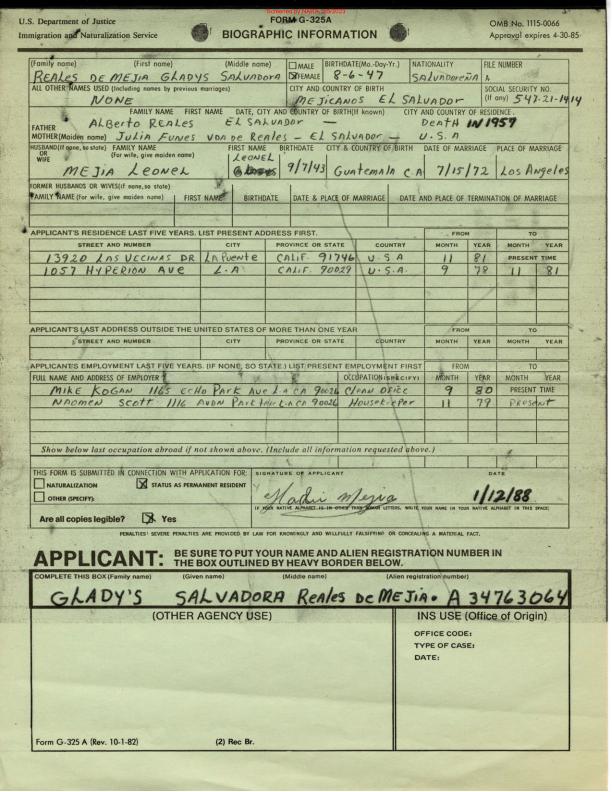 Screened by NARA, 2/8/2023
U.S. Department of Justice
Immigration and Naturalization Service
FORM G-325A
BIOGRAPHIC INFORMATION
OMB No. 1115-0066
Approval expires 4-30-85
(Family name) (First name) (Middle name) MALE BIRTHDATE(Mo.-Day-Yr.) NATIONALITY FILE NUMBER
REALES DE MEJIA GLADYS SALVADORA X FEMALE 8-6-47 SALVADOREÑA A
ALL OTHER NAMES USED (Including names by previous marriages) CITY AND COUNTRY OF BIRTH SOCIAL SECURITY NO. (If any)
NONE MEJICANOS EL SALVADOR 547-21-1414
FAMILY NAME FIRST NAME DATE, CITY AND COUNTRY OF BIRTH(If known) CITY AND COUNTRY OF RESIDENCE.
FATHER ALBERTO REALES EL SALVADOR — DEATH IN 1957
MOTHER(Maiden name) JULIA FUNES VDA DE REALES - EL SALVADOR - U.S.A
HUSBAND(If none, so state) OR WIFE FAMILY NAME (For wife, give maiden name) FIRST NAME BIRTHDATE CITY & COUNTRY OF BIRTH DATE OF MARRIAGE PLACE OF MARRIAGE
MEJIA LEONEL LEONEL 9/7/43 Guatemala C A 7/15/72 Los Angeles
FORMER HUSBANDS OR WIVES(if none, so state)
FAMILY NAME (For wife, give maiden name) FIRST NAME BIRTHDATE DATE & PLACE OF MARRIAGE DATE AND PLACE OF TERMINATION OF MARRIAGE
APPLICANT'S RESIDENCE LAST FIVE YEARS. LIST PRESENT ADDRESS FIRST. FROM TO
STREET AND NUMBER CITY PROVINCE OR STATE COUNTRY MONTH YEAR MONTH YEAR
13920 LAS VECINAS DR LA PUENTE CALIF. 91746 U.S A 11 81 PRESENT TIME
1057 HYPERION AVE L.A CALIF. 90029 U.S.A. 9 78 11 81
APPLICANT'S LAST ADDRESS OUTSIDE THE UNITED STATES OF MORE THAN ONE YEAR FROM TO
STREET AND NUMBER CITY PROVINCE OR STATE COUNTRY MONTH YEAR MONTH YEAR
APPLICANT'S EMPLOYMENT LAST FIVE YEARS. (IF NONE, SO STATE.) LIST PRESENT EMPLOYMENT FIRST FROM TO
FULL NAME AND ADDRESS OF EMPLOYER OCCUPATION(SPECIFY) MONTH YEAR MONTH YEAR
MIKE KOGAN 1165 ECHO PARK AVE LA CA 90026 CLEAN OFICE 9 80 PRESENT TIME
Scott 1116 90026 Housekeeper 11 79 PRESENT
Show below last occupation abroad if not shown above. (Include all information requested above.)
THIS FORM IS SUBMITTED IN CONNECTION WITH APPLICATION FOR: SIGNATURE OF APPLICANT DATE
NATURALIZATION X STATUS AS PERMANENT RESIDENT
OTHER (SPECIFY): Mejia 1/12/88
IF YOUR NATIVE ALPHABET IS IN OTHER THAN ROMAN LETTERS, WRITE YOUR NAME IN YOUR NATIVE ALPHABET IN THIS SPACE)
Are all copies legible? X Yes
PENALTIES: SEVERE PENALTIES ARE PROVIDED BY LAW FOR KNOWINGLY AND WILLFULLY FALSIFYING OR CONCEALING A MATERIAL FACT.
APPLICANT: BE SURE TO PUT YOUR NAME AND ALIEN REGISTRATION NUMBER IN
THE BOX OUTLINED BY HEAVY BORDER BELOW.
COMPLETE THIS BOX (Family name) (Given name) (Middle name) (Alien registration number)
GLADY'S SALVADORA Reales De MEJIA. A 34763064
(OTHER AGENCY USE) INS USE (Office of Origin)
OFFICE CODE:
TYPE OF CASE:
DATE:
Form G-325 A (Rev. 10-1-82) (2) Rec Br.